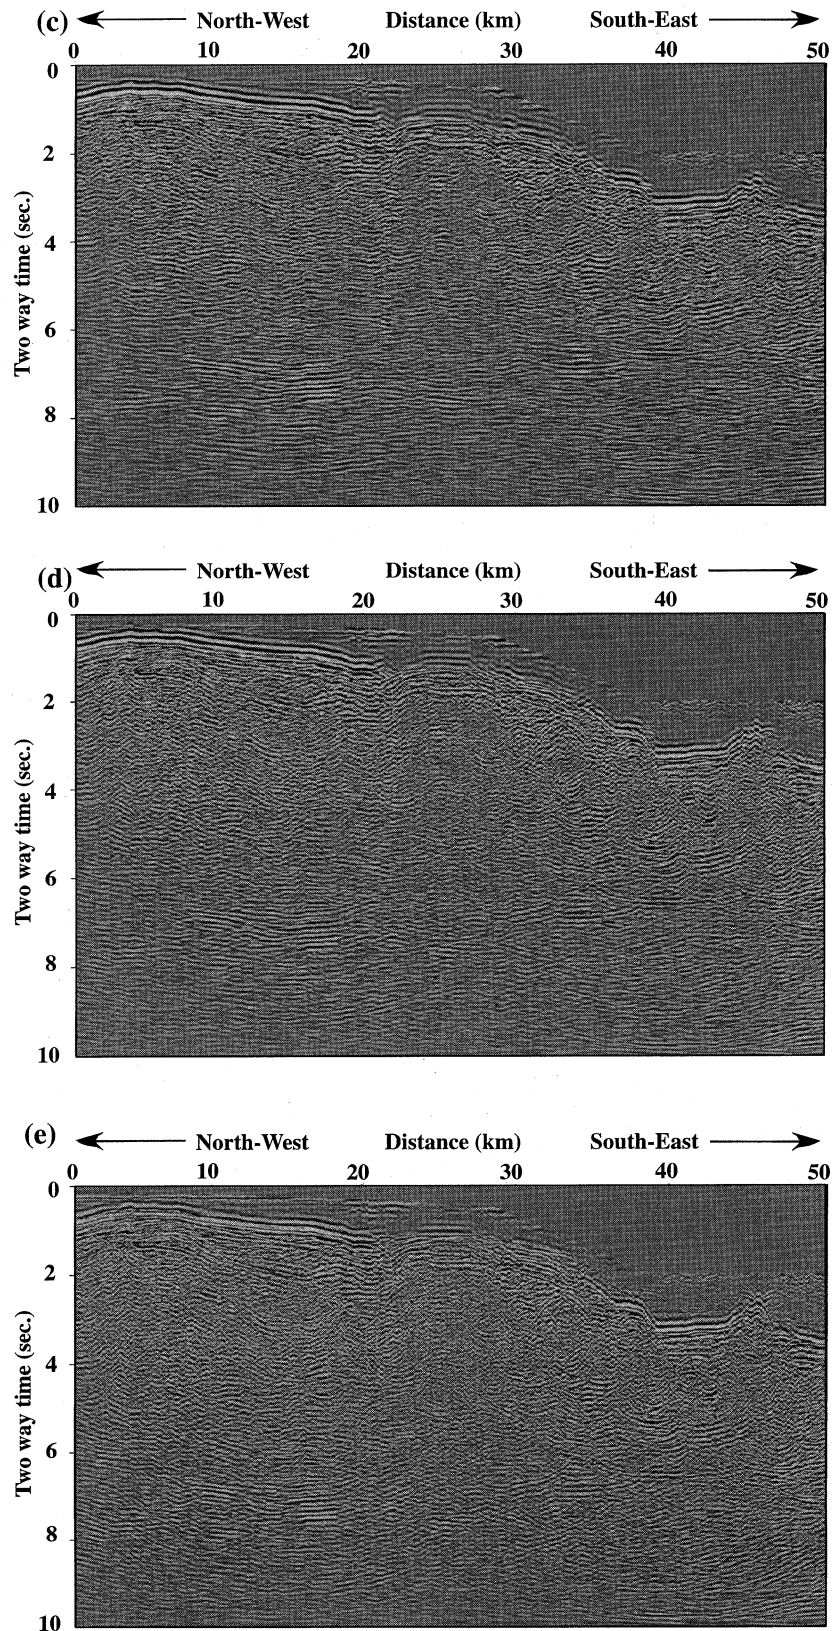 (c) North-West Distance (km) South-East
0 10 20 30 40 50
0
2
4
6
8
10
Two way time (sec.)
(d) North-West Distance (km) South-East
0 10 20 30 40 50
0
2
4
6
8
10
Two way time (sec.)
(e) North-West Distance (km) South-East
0 10 20 30 40 50
0
2
4
6
8
10
Two way time (sec.)